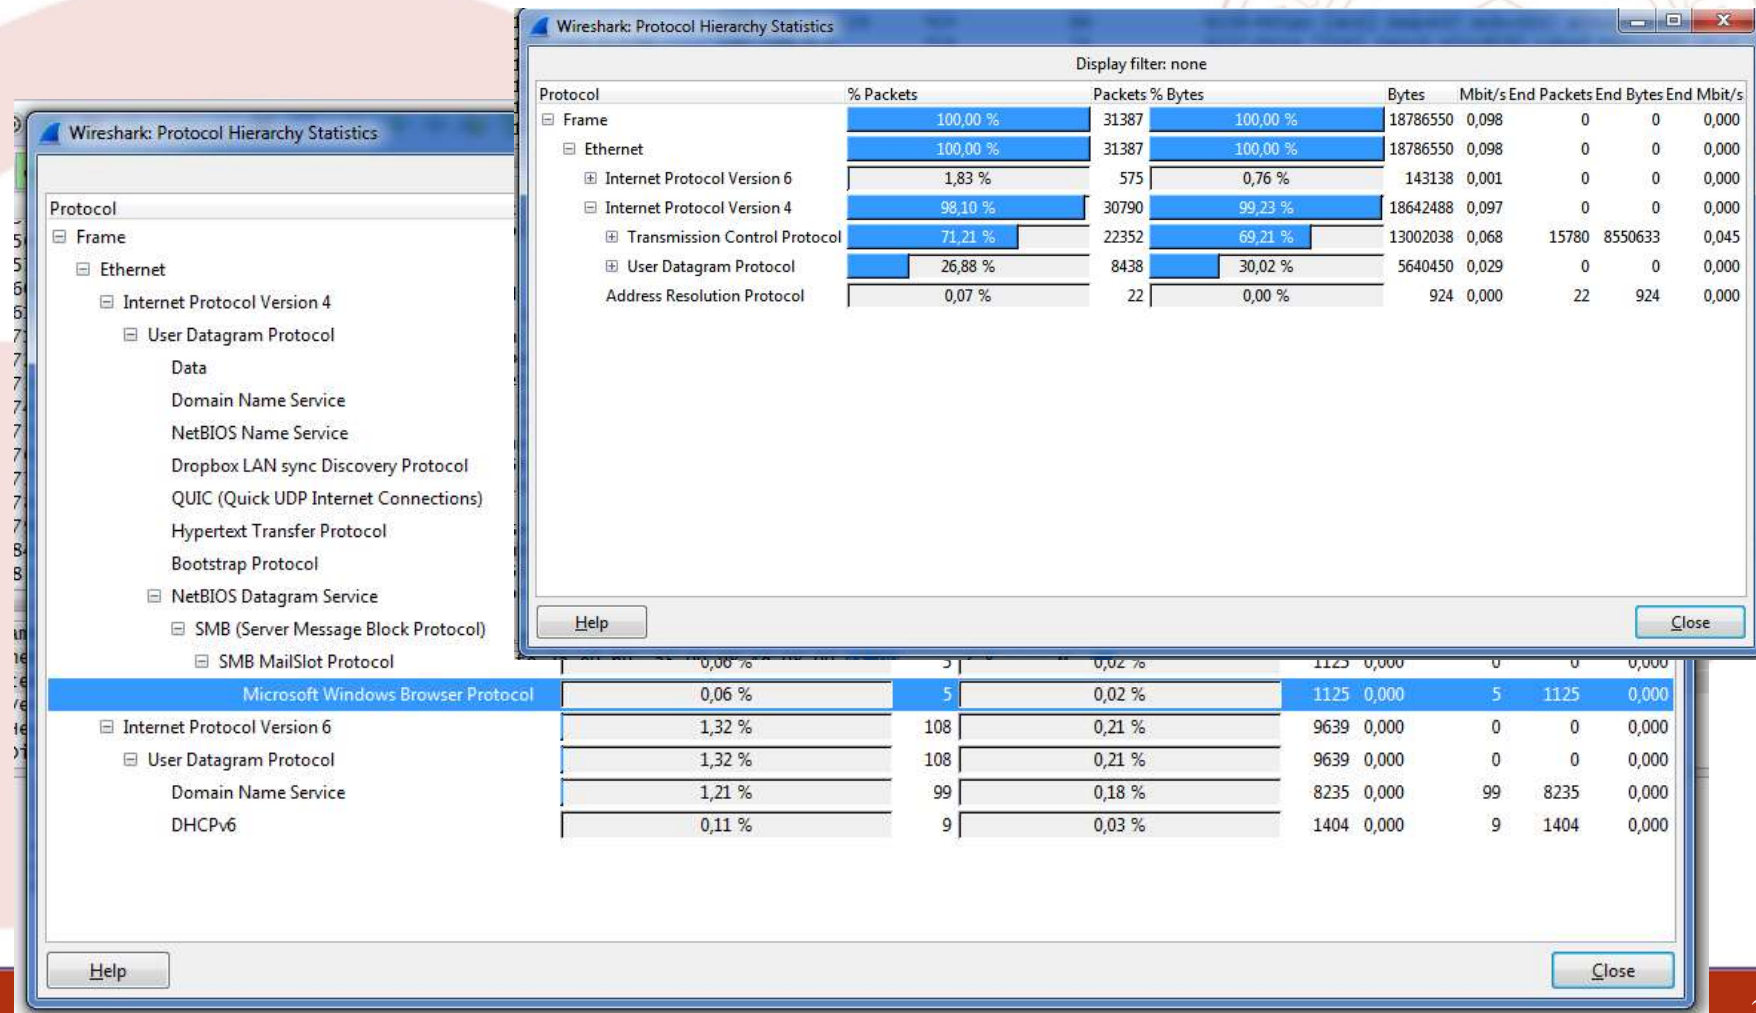 Wireshark: Protocol Hierarchy Statistics
Display filter: none
Protocol % Packets Packets % Bytes Bytes Mbit/s End Packets End Bytes End Mbit/s
Frame 100,00 % 31387 100,00 % 18786550 0,098 0 0 0,000
Ethernet 100,00 % 31387 100,00 % 18786550 0,098 0 0 0,000
Internet Protocol Version 6 1,83 % 575 0,76 % 143138 0,001 0 0 0,000
Internet Protocol Version 4 98,10 % 30790 99,23 % 18642488 0,097 0 0 0,000
Transmission Control Protocol 71,21 % 22352 69,21 % 13002038 0,068 15780 8550633 0,045
User Datagram Protocol 26,88 % 8438 30,02 % 5640450 0,029 0 0 0,000
Address Resolution Protocol 0,07 % 22 0,00 % 924 0,000 22 924 0,000
Help Close
Wireshark: Protocol Hierarchy Statistics
Protocol
Frame
Ethernet
Internet Protocol Version 4
User Datagram Protocol
Data
Domain Name Service
NetBIOS Name Service
Dropbox LAN sync Discovery Protocol
QUIC (Quick UDP Internet Connections)
Hypertext Transfer Protocol
Bootstrap Protocol
NetBIOS Datagram Service
SMB (Server Message Block Protocol)
SMB MailSlot Protocol 0,06 % 5 0,02 % 1125 0,000 0 0 0,000
Microsoft Windows Browser Protocol 0,06 % 5 0,02 % 1125 0,000 5 1125 0,000
Internet Protocol Version 6 1,32 % 108 0,21 % 9639 0,000 0 0 0,000
User Datagram Protocol 1,32 % 108 0,21 % 9639 0,000 0 0 0,000
Domain Name Service 1,21 % 99 0,18 % 8235 0,000 99 8235 0,000
DHCPv6 0,11 % 9 0,03 % 1404 0,000 9 1404 0,000
Help Close